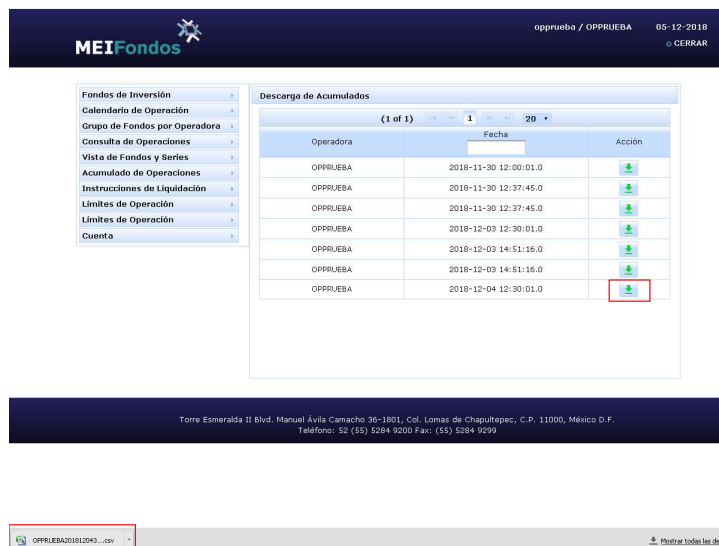 opprueba / OPPRUEBA 05-12-2018
CERRAR
MEIFondos
Fondos de Inversión
Calendario de Operación
Grupo de Fondos por Operadora
Consulta de Operaciones
Vista de Fondos y Series
Acumulado de Operaciones
Instrucciones de Liquidación
Límites de Operación
Límites de Operación
Cuenta
Descarga de Acumulados
(1 of 1) 1 20
Operadora Fecha Acción
OPPRUEBA 2018-11-30 12:00:01.0
OPPRUEBA 2018-11-30 12:37:45.0
OPPRUEBA 2018-11-30 12:37:45.0
OPPRUEBA 2018-12-03 12:30:01.0
OPPRUEBA 2018-12-03 14:51:16.0
OPPRUEBA 2018-12-03 14:51:16.0
OPPRUEBA 2018-12-04 12:30:01.0
Torre Esmeralda II Blvd. Manuel Ávila Camacho 36-1801, Col. Lomas de Chapultepec, C.P. 11000, México D.F.
Teléfono: 52 (55) 5284 9200 Fax: (55) 5284 9299
OPPRUEBA201812043....csv
Mostrar todas las de